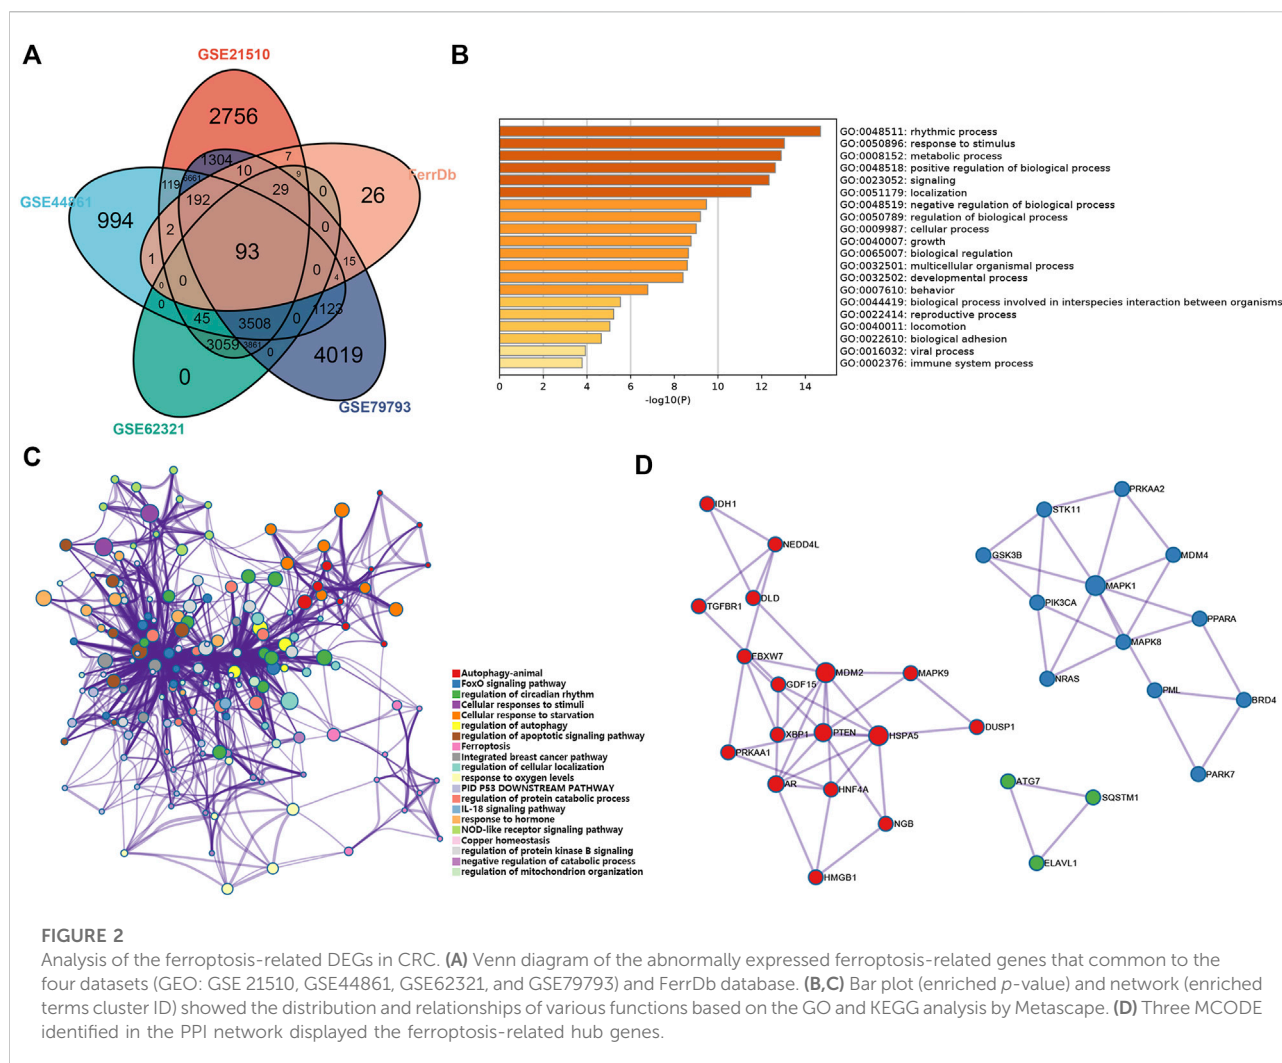 A
GSE21510
2756
1304
7
10
9
FerrDb
119
6661
29
0
26
GSE44861
192
994
2
0
93
1
15
0
4
0
0
0
45
3508
0
1123
3059
3861
0
4019
0
GSE79793
GSE62321
B
GO:0048511: rhythmic process
GO:0050896: response to stimulus
GO:0008152: metabolic process
GO:0048518: positive regulation of biological process
GO:0023052: signaling
GO:0051179: localization
GO:0048519: negative regulation of biological process
GO:0050789: regulation of biological process
GO:0009987: cellular process
GO:0040007: growth
GO:0065007: biological regulation
GO:0032501: multicellular organismal process
GO:0032502: developmental process
GO:0007610: behavior
GO:0044419: biological process involved in interspecies interaction between organisms
GO:0022414: reproductive process
GO:0040011: locomotion
GO:0022610: biological adhesion
GO:0016032: viral process
GO:0002376: immune system process
0 2 4 6 8 10 12 14
-log10(P)
C
Autophagy-animal
FoxO signaling pathway
regulation of circadian rhythm
Cellular responses to stimuli
Cellular response to starvation
regulation of autophagy
regulation of apoptotic signaling pathway
Ferroptosis
Integrated breast cancer pathway
regulation of cellular localization
response to oxygen levels
PID P53 DOWNSTREAM PATHWAY
regulation of protein catabolic process
IL-18 signaling pathway
response to hormone
NOD-like receptor signaling pathway
Copper homeostasis
regulation of protein kinase B signaling
negative regulation of catabolic process
regulation of mitochondrion organization
D
IDH1
NEDD4L
DLD
TGFBR1
FBXW7
MDM2
MAPK9
GDF15
DUSP1
XBP1
PTEN
HSPA5
PRKAA1
AR
HNF4A
NGB
HMGB1
PRKAA2
STK11
GSK3B
MDM4
MAPK1
PIK3CA
PPARA
MAPK8
NRAS
PML
BRD4
PARK7
ATG7
SQSTM1
ELAVL1
FIGURE 2
Analysis of the ferroptosis-related DEGs in CRC. (A) Venn diagram of the abnormally expressed ferroptosis-related genes that common to the
four datasets (GEO: GSE 21510, GSE44861, GSE62321, and GSE79793) and FerrDb database. (B,C) Bar plot (enriched p-value) and network (enriched
terms cluster ID) showed the distribution and relationships of various functions based on the GO and KEGG analysis by Metascape. (D) Three MCODE
identified in the PPI network displayed the ferroptosis-related hub genes.